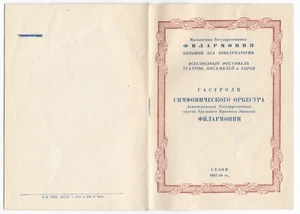 Московская Государственная
ФИЛАРМОНИЯ
БОЛЬШОЙ ЗАЛ КОНСЕРВАТОРИИ
ВСЕСОЮЗНЫЙ ФЕСТИВАЛЬ
ТЕАТРОВ, АНСАМБЛЕЙ И ХОРОВ
ГАСТРОЛИ
СИМФОНИЧЕСКОГО ОРКЕСТРА
Ленинградской Государственной
ордена Трудового Красного Знамени
ФИЛАРМОНИИ
СЕЗОН